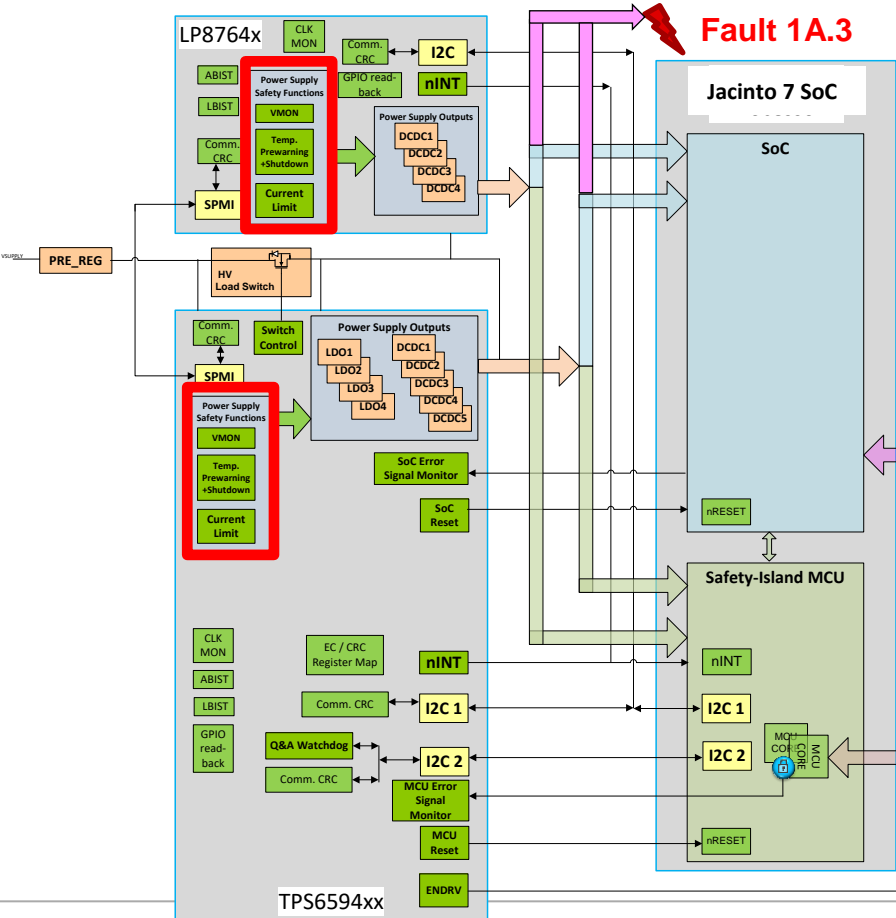 Fault 1A.3
LP8764x
CLK
MON
Comm.
CRC
I2C
ABIST
LBIST
Power Supply
Safety Functions
VMON
Temp.
Prewarning
+Shutdown
Current
Limit
GPIO read-
back
nINT
Comm.
CRC
SPMI
Power Supply Outputs
DCDC1
DCDC2
DCDC3
DCDC4
VSUPPLY
PRE_REG
HV
Load Switch
Comm.
CRC
Switch
Control
SPMI
Power Supply Outputs
LDO1
LDO2
LDO3
LDO4
DCDC1
DCDC2
DCDC3
DCDC4
DCDC5
Power Supply
Safety Functions
VMON
Temp.
Prewarning
+Shutdown
Current
Limit
SoC Error
Signal Monitor
SoC
Reset
CLK
MON
ABIST
LBIST
GPIO
read-
back
EC / CRC
Register Map
nINT
Comm. CRC
I2C 1
Q&A Watchdog
Comm. CRC
I2C 2
MCU Error
Signal
Monitor
MCU
Reset
ENDRV
TPS6594xx
Jacinto 7 SoC
SoC
nRESET
Safety-Island MCU
nINT
I2C 1
I2C 2
MCU
CORE
MCU
CORE
nRESET